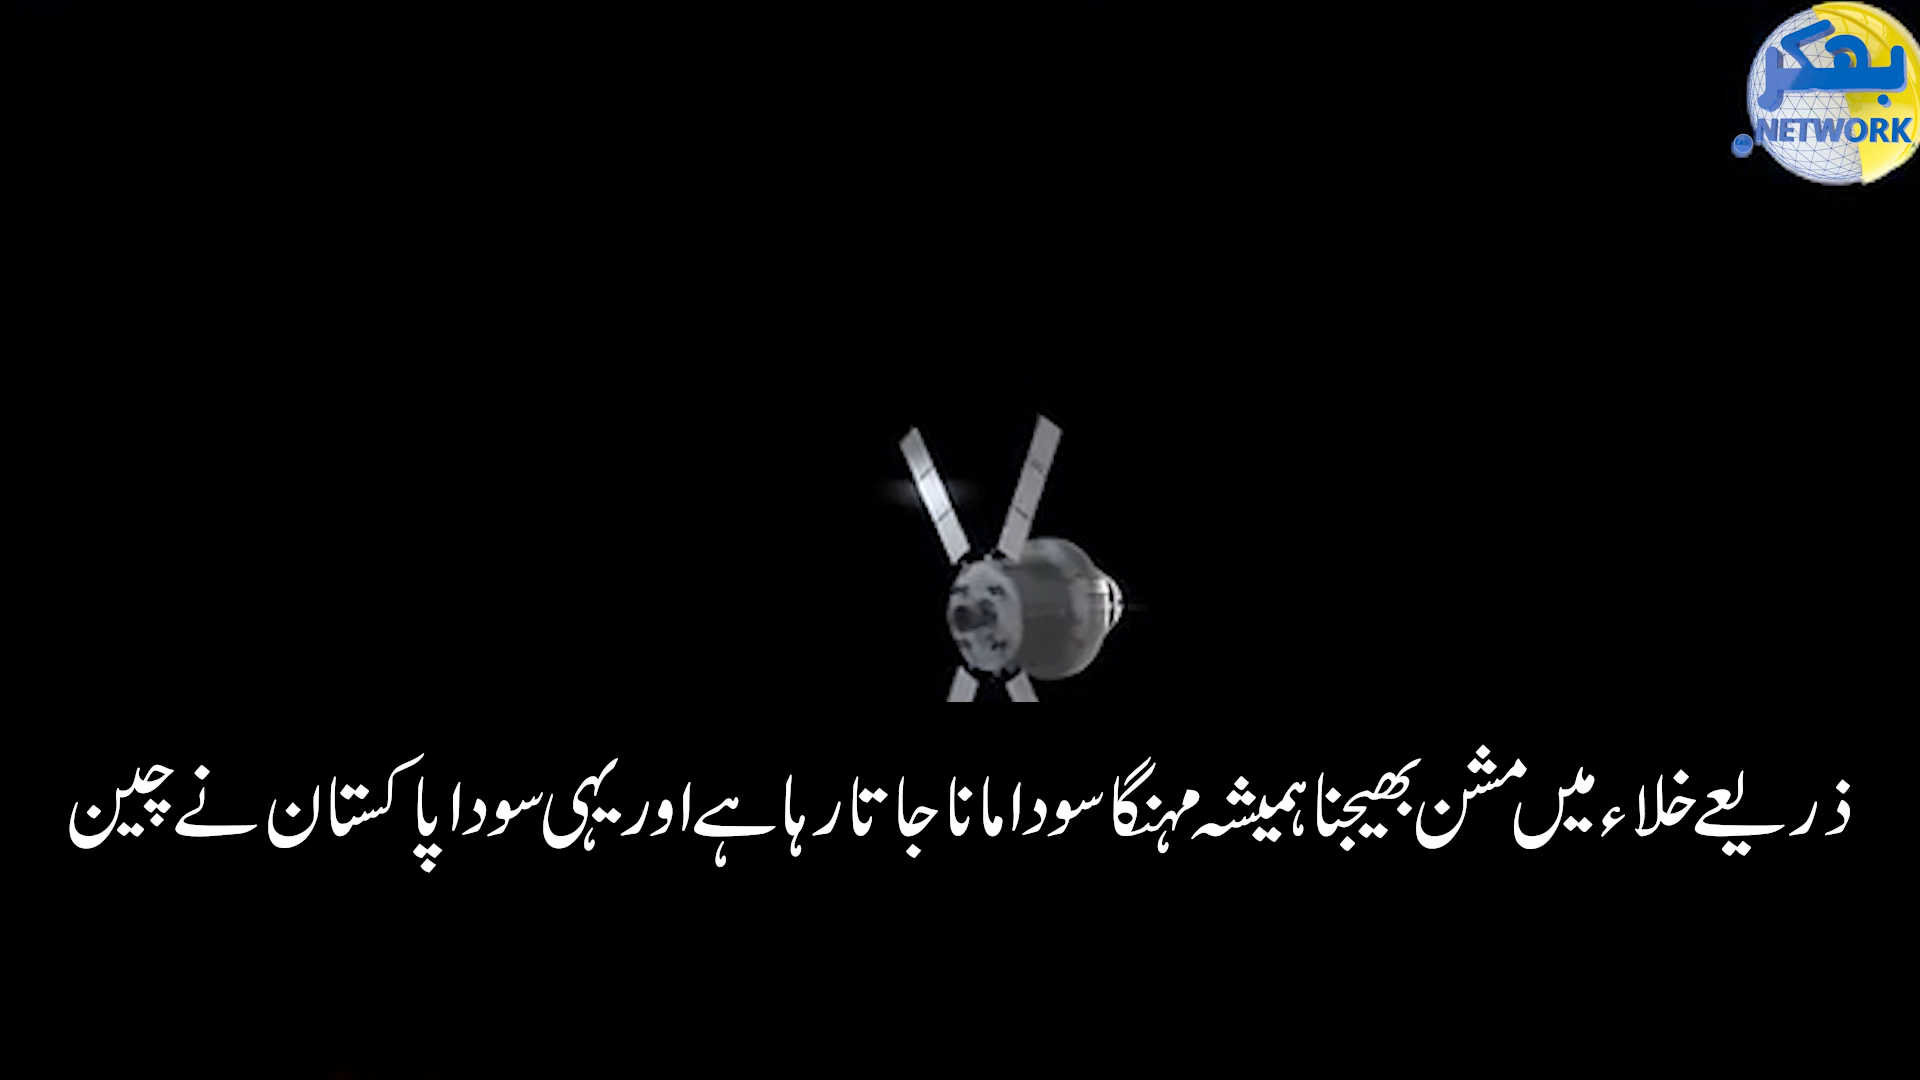 بھکر
NETWORK
ذریعے خلاء میں مشن بھیجنا ہمیشہ مہنگا سودا مانا جاتا رہا ہے اور یہی سودا پاکستان نے چین